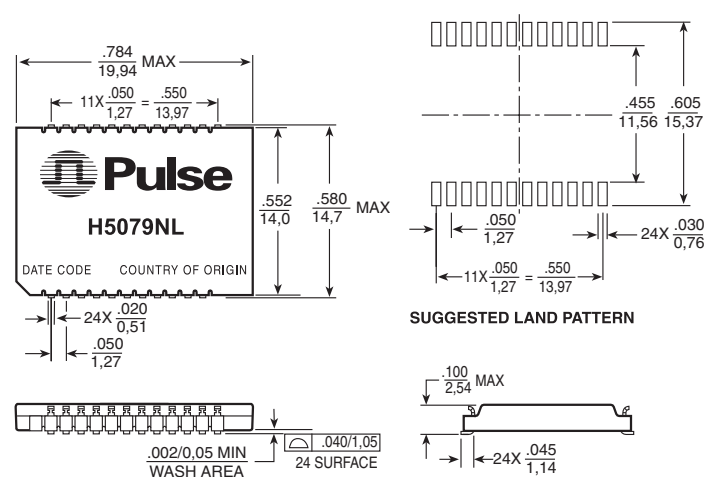 .784
19,94 MAX
11X .050 = .550
1,27 13,97
Pulse
H5079NL
DATE CODE COUNTRY OF ORIGIN
.552
14,0
.580
14,7 MAX
24X .020
0,51
.050
1,27
.455
11,56
.605
15,37
.050
1,27
24X .030
0,76
11X .050 = .550
1,27 13,97
SUGGESTED LAND PATTERN
.002/0,05 MIN
WASH AREA
.040/1,05
24 SURFACE
.100
2,54 MAX
24X .045
1,14